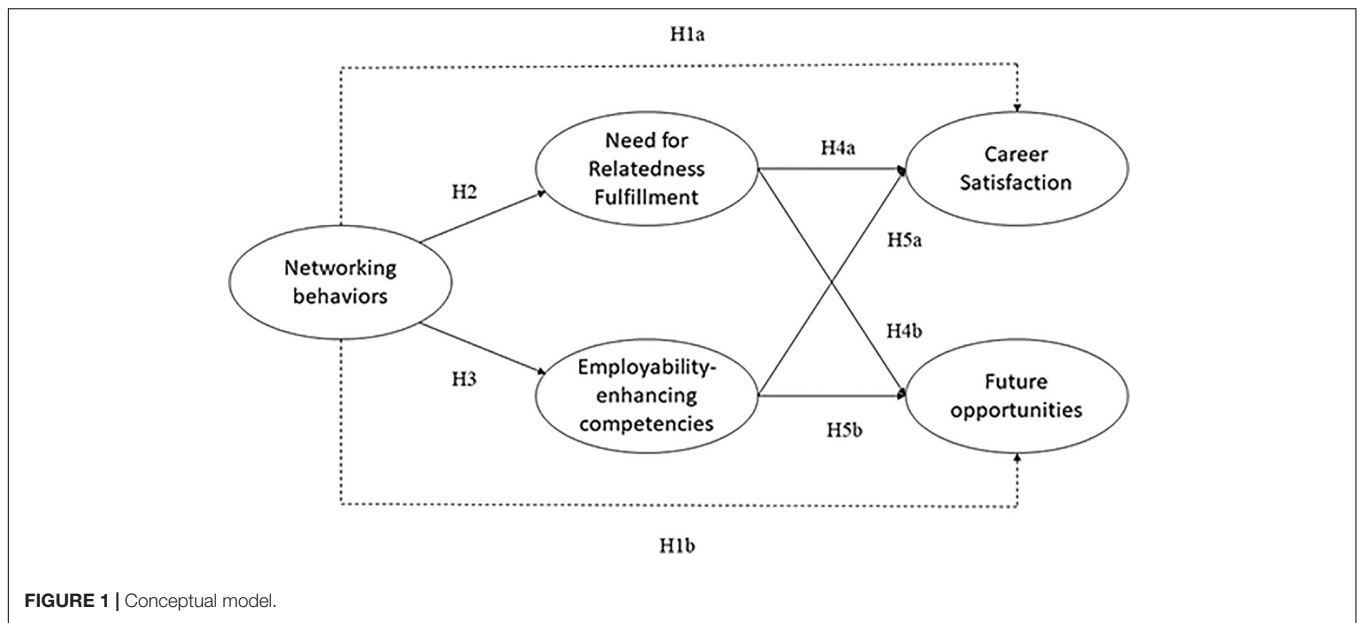 H1a
Need for
Relatedness
Fulfillment
H4a
Career
Satisfaction
H2
H5a
Networking
behaviors
H4b
H3
Employability-
enhancing
competencies
Future
opportunities
H5b
H1b
FIGURE 1 | Conceptual model.